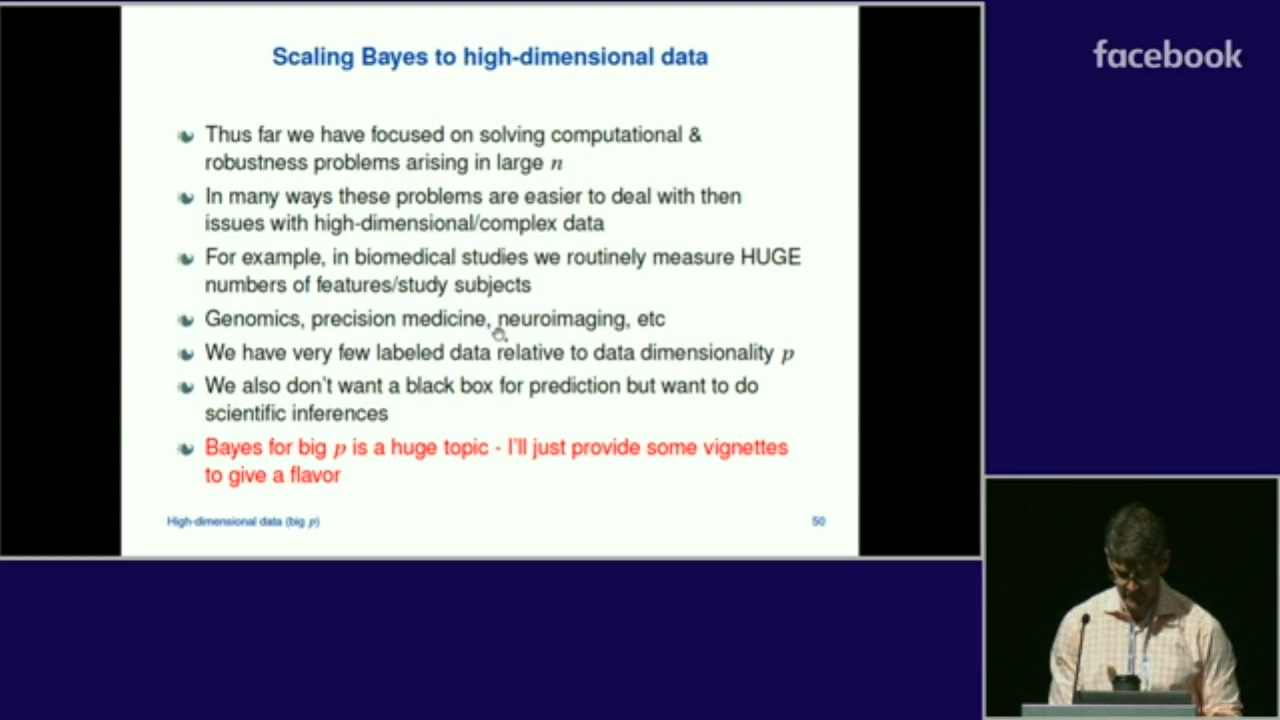 Scaling Bayes to high-dimensional data
facebook
Thus far we have focused on solving computational &
robustness problems arising in large n
In many ways these problems are easier to deal with then
issues with high-dimensional/complex data
For example, in biomedical studies we routinely measure HUGE
numbers of features/study subjects
Genomics, precision medicine, neuroimaging, etc
We have very few labeled data relative to data dimensionality p
We also don't want a black box for prediction but want to do
scientific inferences
Bayes for big p is a huge topic - I'll just provide some vignettes
to give a flavor
High-dimensional data (big p)
50